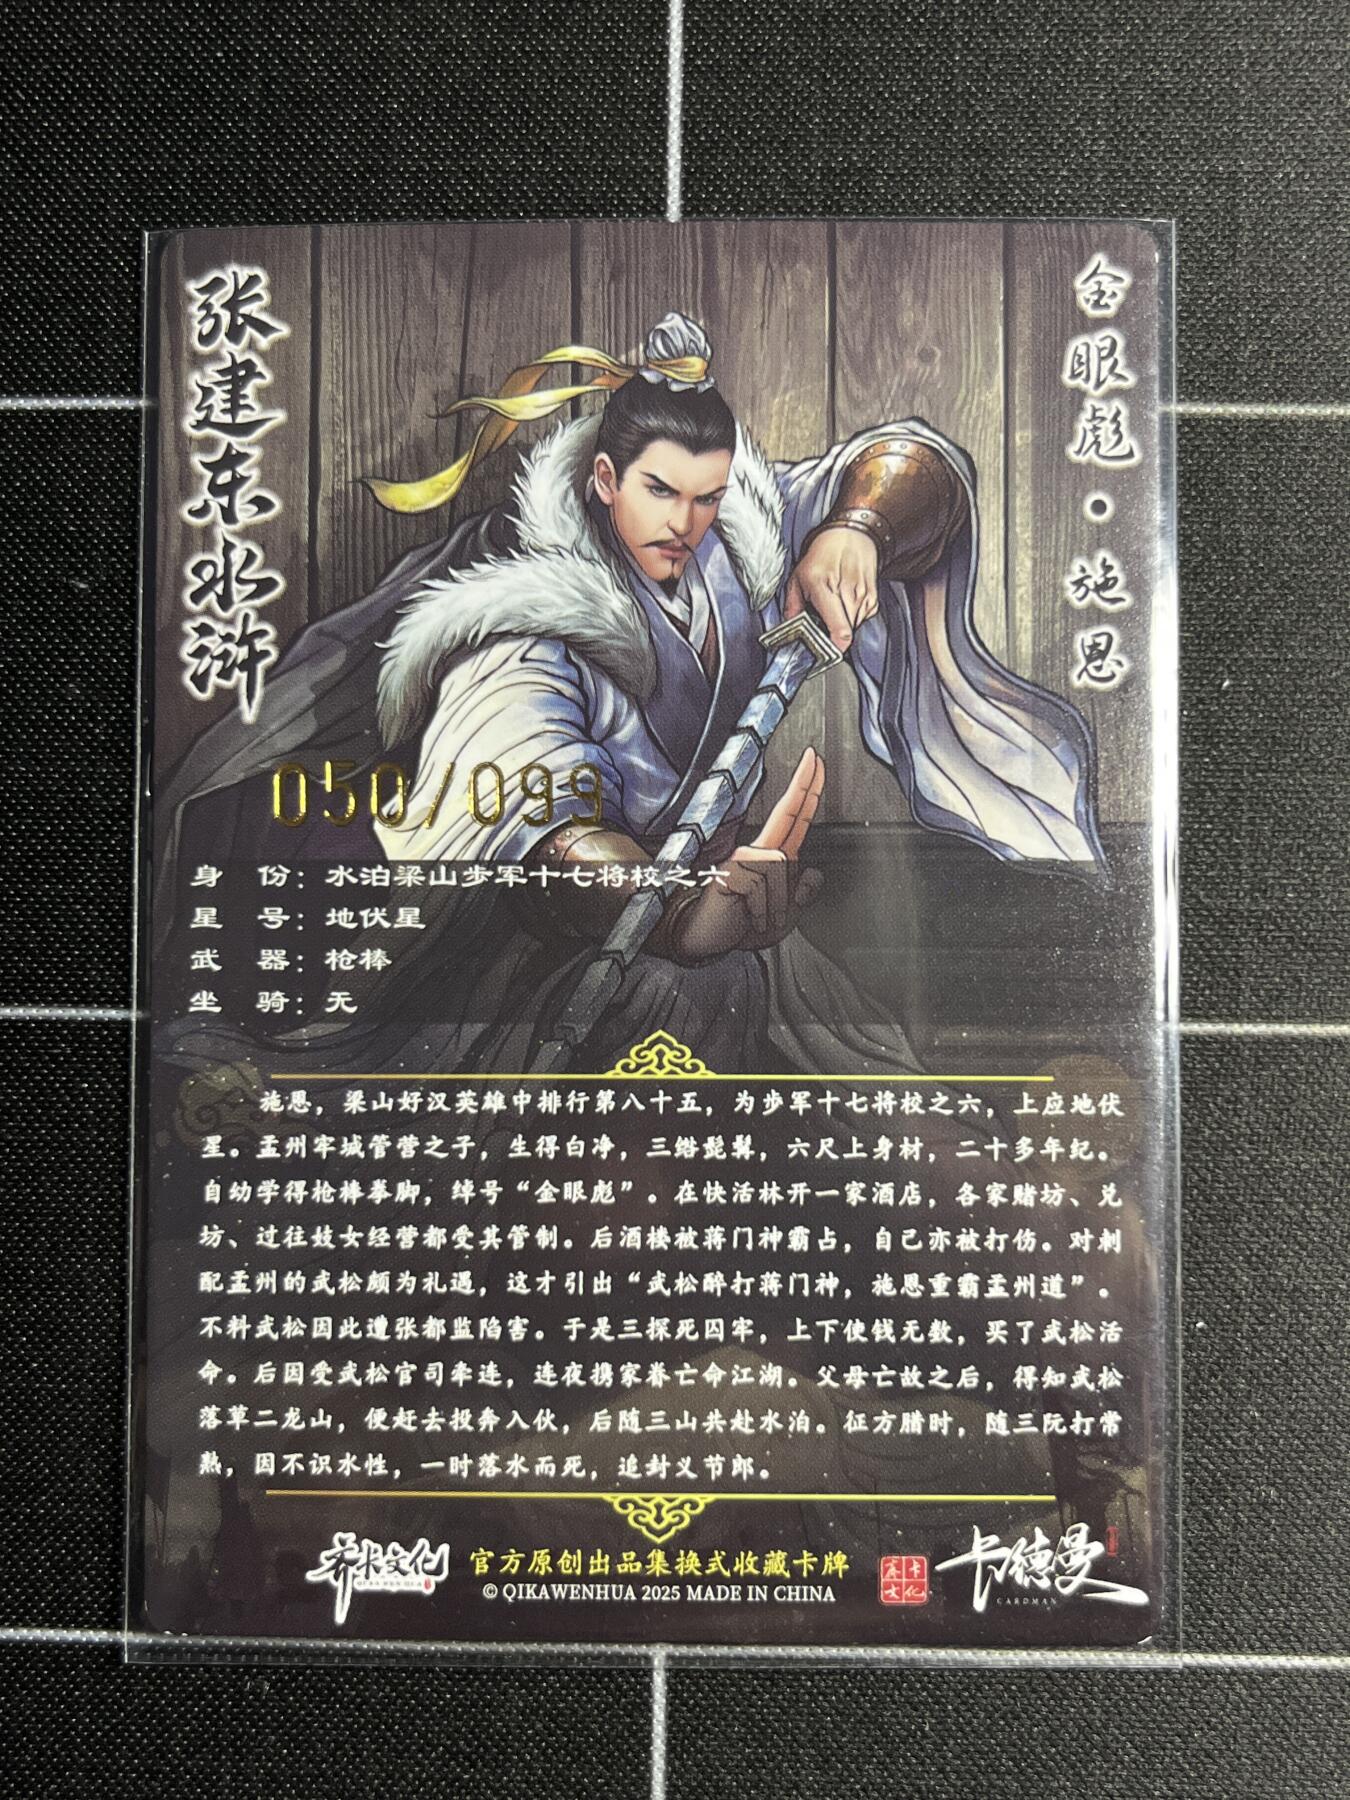 张建东水浒
金眼彪·施恩
050/099
身 份：水泊梁山步军十七将校之六
星 号：地伏星
武 器：枪棒
坐 骑：无
施恩，梁山好汉英雄中排行第八十五，为步军十七将校之六，上应地伏
星。孟州牢城管营之子，生得白净，三绺髭髯，六尺上身材，二十多年纪。
自幼学得枪棒拳脚，绰号“金眼彪”。在快活林开一家酒店，各家赌坊、兑
坊、过往妓女经营都受其管制。后酒楼被蒋门神霸占，自己亦被打伤。对刺
配孟州的武松颇为礼遇，这才引出“武松醉打蒋门神，施恩重霸孟州道”。
不料武松因此遭张都监陷害。于是三探死囚牢，上下使钱无数，买了武松活
命。后因受武松官司牵连，连夜携家眷亡命江湖。父母亡故之后，得知武松
落草二龙山，便赶去投奔入伙，后随三山共赴水泊。征方腊时，随三阮打常
熟，因不识水性，一时落水而死，追封义节郎。
乔木文化
官方原创出品集换式收藏卡牌
© QIKAWENHUA 2025 MADE IN CHINA
卡德曼
CARDMAN